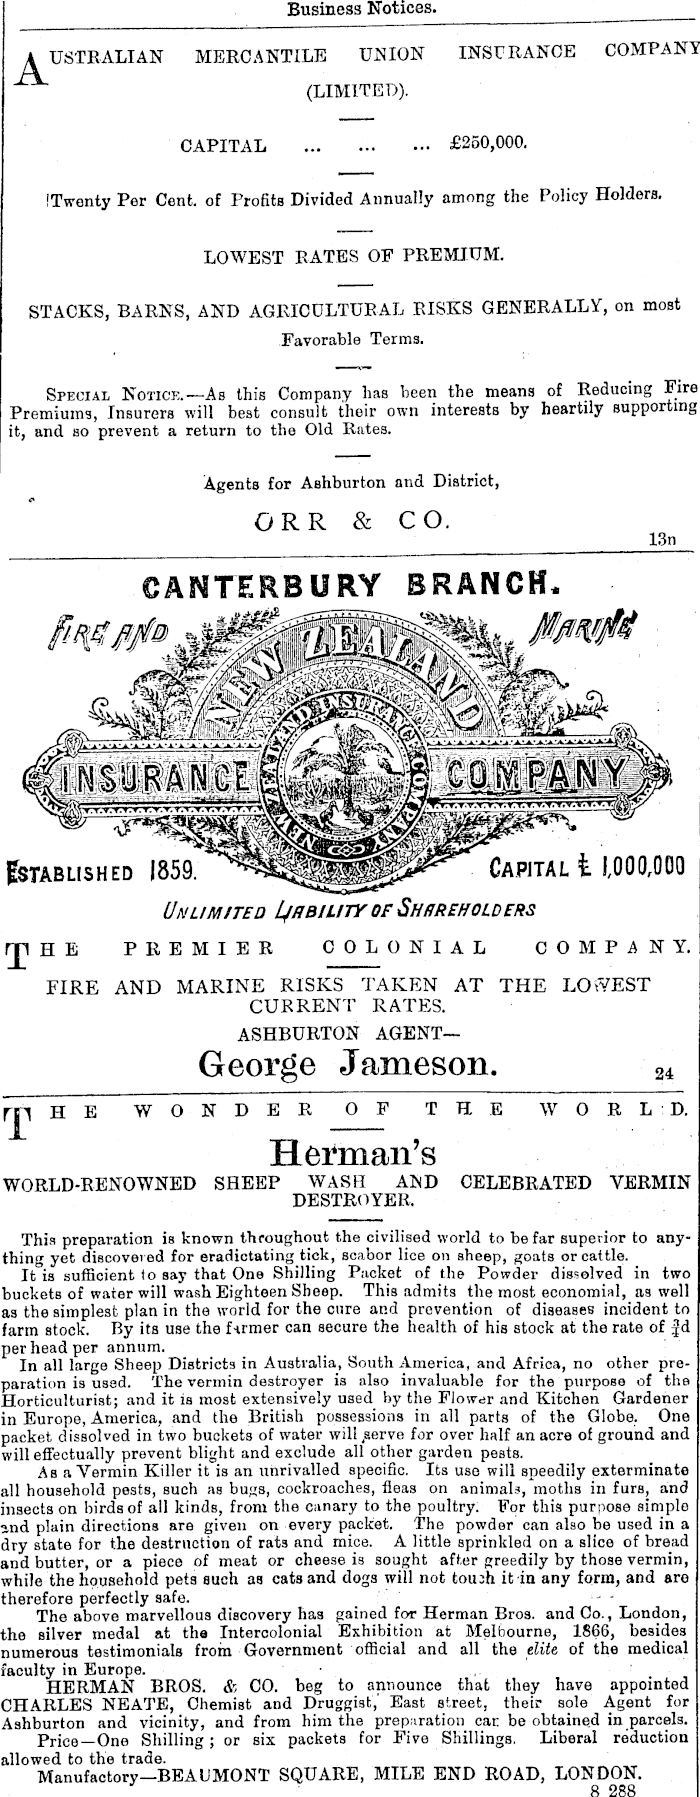 Business Notices.
AUSTRALIAN MERCANTILE UNION INSURANCE COMPANY
(LIMITED).
CAPITAL ... ... ... £250,000.
Twenty Per Cent. of Profits Divided Annually among the Policy Holders.
LOWEST RATES OF PREMIUM.
STACKS, BARNS, AND AGRICULTURAL RISKS GENERALLY, on most
Favorable Terms.
SPECIAL NOTICE.—As this Company has been the means of Reducing Fire
Premiums, Insurers will best consult their own interests by heartily supporting
it, and so prevent a return to the Old Rates.
Agents for Ashburton and District,
ORR & CO.
13n
CANTERBURY BRANCH.
FIRE AND MARINE
NEW ZEALAND
INSURANCE COMPANY
NEW ZEALAND INSURANCE COMPANY
ESTABLISHED 1859. CAPITAL £1,000,000
UNLIMITED LIABILITY OF SHAREHOLDERS
THE PREMIER COLONIAL COMPANY.
FIRE AND MARINE RISKS TAKEN AT THE LOWEST
CURRENT RATES.
ASHBURTON AGENT—
George Jameson.
24
THE WONDER OF THE WORLD.
Herman's
WORLD-RENOWNED SHEEP WASH AND CELEBRATED VERMIN
DESTROYER.
This preparation is known throughout the civilised world to be far superior to any-
thing yet discovered for eradictating tick, scabor lice on sheep, goats or cattle.
It is sufficient to say that One Shilling Packet of the Powder dissolved in two
buckets of water will wash Eighteen Sheep. This admits the most economial, as well
as the simplest plan in the world for the cure and prevention of diseases incident to
farm stock. By its use the farmer can secure the health of his stock at the rate of ¾d
per head per annum.
In all large Sheep Districts in Australia, South America, and Africa, no other pre-
paration is used. The vermin destroyer is also invaluable for the purpose of the
Horticulturist; and it is most extensively used by the Flower and Kitchen Gardener
in Europe, America, and the British possessions in all parts of the Globe. One
packet dissolved in two buckets of water will serve for over half an acre of ground and
will effectually prevent blight and exclude all other garden pests.
As a Vermin Killer it is an unrivalled specific. Its use will speedily exterminate
all household pests, such as bugs, cockroaches, fleas on animals, moths in furs, and
insects on birds of all kinds, from the canary to the poultry. For this purpose simple
and plain directions are given on every packet. The powder can also be used in a
dry state for the destruction of rats and mice. A little sprinkled on a slice of bread
and butter, or a piece of meat or cheese is sought after greedily by those vermin,
while the household pets such as cats and dogs will not touch it in any form, and are
therefore perfectly safe.
The above marvellous discovery has gained for Herman Bros. and Co., London,
the silver medal at the Intercolonial Exhibition at Melbourne, 1866, besides
numerous testimonials from Government official and all the elite of the medical
faculty in Europe.
HERMAN BROS. & CO. beg to announce that they have appointed
CHARLES NEATE, Chemist and Druggist, East street, their sole Agent for
Ashburton and vicinity, and from him the preparation can be obtained in parcels.
Price—One Shilling; or six packets for Five Shillings. Liberal reduction
allowed to the trade.
Manufactory—BEAUMONT SQUARE, MILE END ROAD, LONDON.
8 288